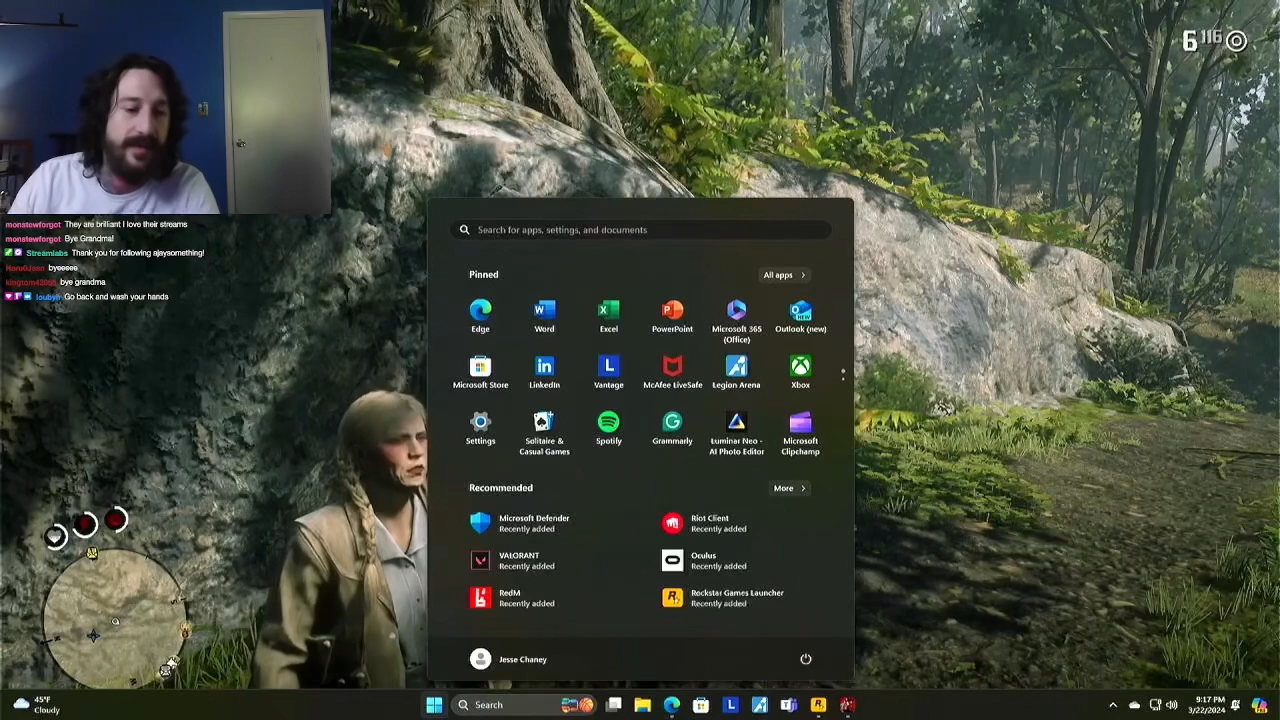 6 116
monstewforgot They are brilliant I love their streams
monstewforgot Bye Grandma!
Streamlabs Thank you for following ajaysomething!
byeeeee
bye grandma
loubyh Go back and wash your hands
Search for apps, settings, and documents
Pinned
All apps >
Edge
Word
Excel
PowerPoint
Microsoft 365
(Office)
Outlook (new)
Microsoft Store
LinkedIn
Vantage
McAfee LiveSafe
Legion Arena
Xbox
Settings
Solitaire &
Casual Games
Spotify
Grammarly
Luminar Neo -
AI Photo Editor
Microsoft
Clipchamp
Recommended
More >
Microsoft Defender
Recently added
Riot Client
Recently added
VALORANT
Recently added
Oculus
Recently added
RedM
Recently added
Rockstar Games Launcher
Recently added
Jesse Chaney
45°F
Cloudy
Search
9:17 PM
3/22/2024